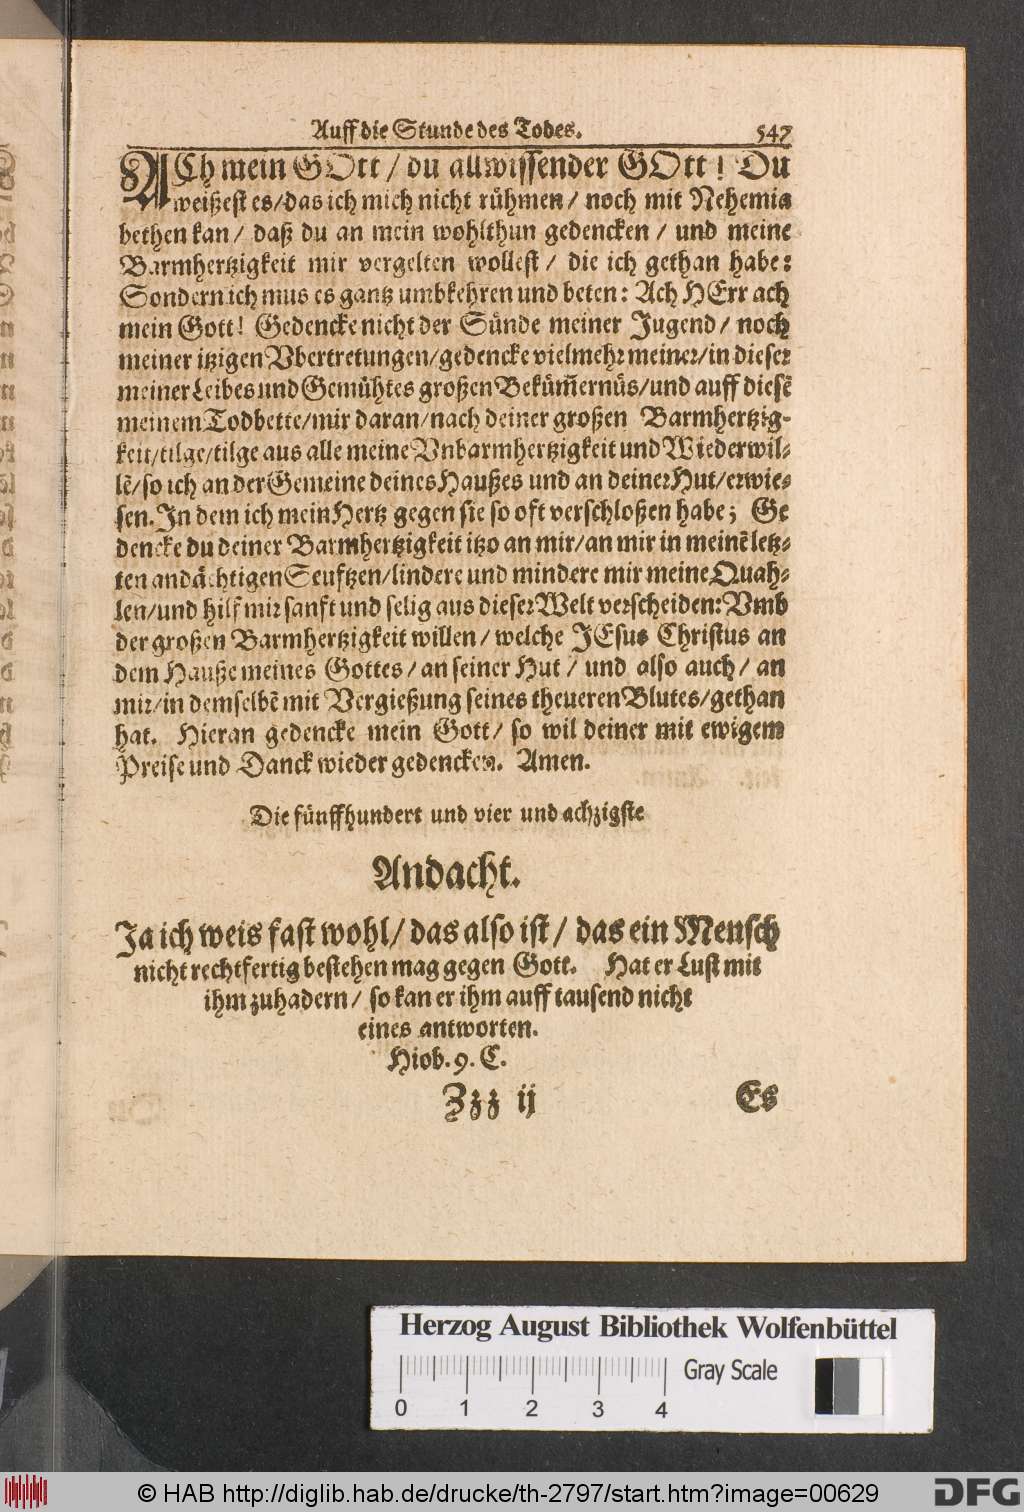 Auff die Stunde des Todes. 547
ACh mein GOtt / du allwissender GOtt! Du
weißest es/das ich mich nicht rühmen / noch mit Nehemia
bethen kan / daß du an mein wohlthun gedencken / und meine
Barmhertzigkeit mir vergelten wollest / die ich gethan habe:
Sondern ich mus es gantz umbkehren und beten: Ach HErr ach
mein Gott! Gedencke nicht der Sünde meiner Jugend / noch
meiner itzigen Vbertretungen/gedencke vielmehr meiner/in dieser
meiner Leibes und Gemühtes großen Bekům̃ernüs/und auff diesẽ
meinem Todbette/mir daran/nach deiner großen Barmhertzig-
keit/tilge/tilge aus alle meine Vnbarmhertzigkeit und Wiederwil-
lẽ/so ich an der Gemeine deines Haußes und an deiner Hut/erwie-
sen. In dem ich mein Hertz gegen sie so oft verschloßen habe; Ge
dencke du deiner Barmhertzigkeit itzo an mir/an mir in meinẽ letz-
ten andächtigen Seuftzen/lindere und mindere mir meine Quah-
len/und hilf mir sanft und selig aus dieser Welt verscheiden: Vmb
der großen Barmhertzigkeit willen / welche JEsus Christus an
dem Hauße meines Gottes / an seiner Hut / und also auch / an
mir/in demselbẽ mit Vergießung seines theueren Blutes/gethan
hat. Hieran gedencke mein Gott / so wil deiner mit ewigem
Preise und Danck wieder gedencken. Amen.
Die fünffhundert und vier und achzigste
Andacht.
Ja ich weis fast wohl / das also ist / das ein Mensch
nicht rechtfertig bestehen mag gegen Gott. Hat er Lust mit
ihm zuhadern / so kan er ihm auff tausend nicht
eines antworten.
Hiob. 9. C.
Zzz ij Es
Herzog August Bibliothek Wolfenbüttel
Gray Scale
0 1 2 3 4
© HAB http://diglib.hab.de/drucke/th-2797/start.htm?image=00629
DFG